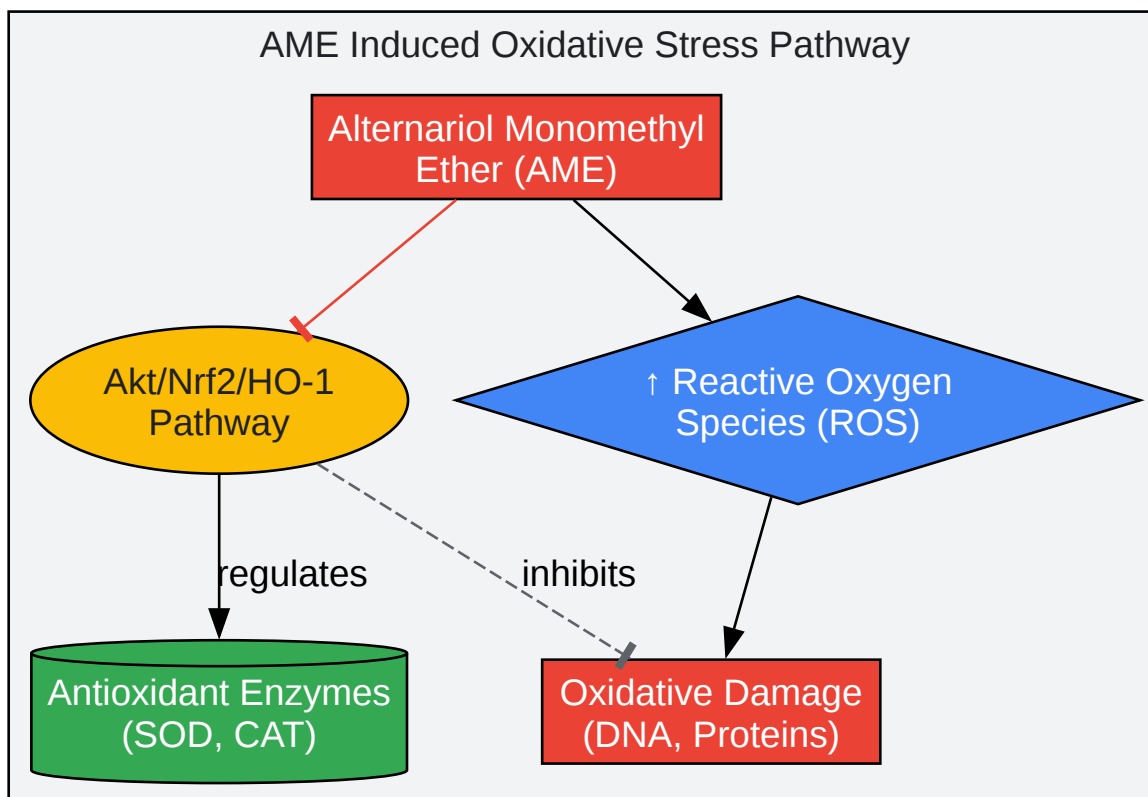 AME Induced Oxidative Stress Pathway
Alternariol Monomethyl
Ether (AME)
Akt/Nrf2/HO-1
Pathway
↑ Reactive Oxygen
Species (ROS)
regulates
inhibits
Antioxidant Enzymes
(SOD, CAT)
Oxidative Damage
(DNA, Proteins)